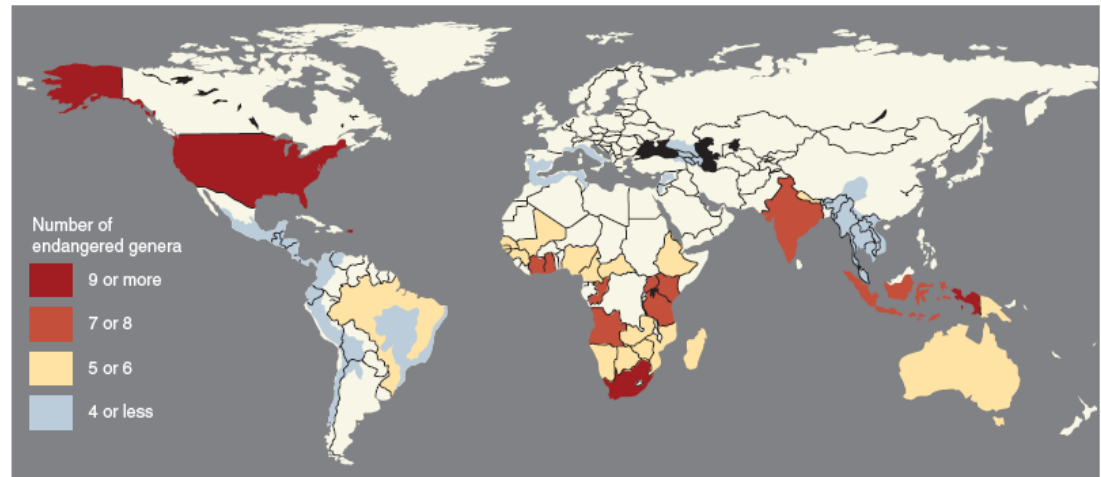 Number of
endangered genera
9 or more
7 or 8
5 or 6
4 or less